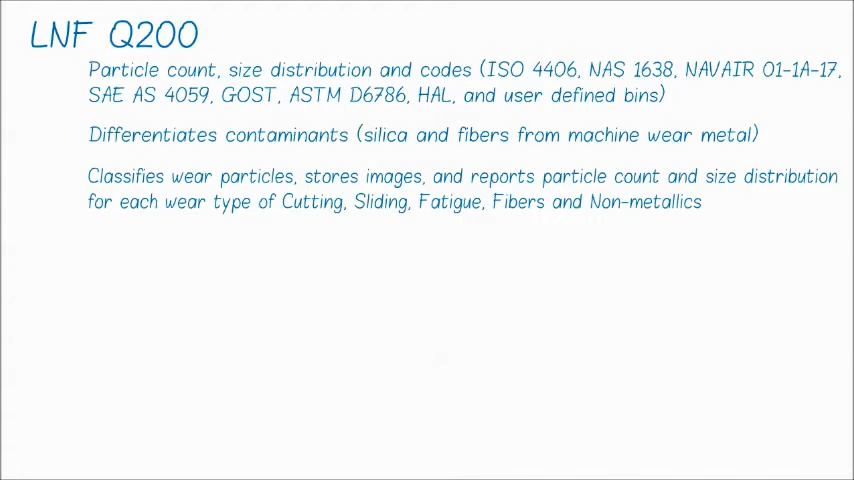 LNF Q200
Particle count, size distribution and codes (ISO 4406, NAS 1638, NAVAIR 01-1A-17,
SAE AS 4059, GOST, ASTM D6786, HAL, and user defined bins)
Differentiates contaminants (silica and fibers from machine wear metal)
Classifies wear particles, stores images, and reports particle count and size distribution
for each wear type of Cutting, Sliding, Fatigue, Fibers and Non-metallics